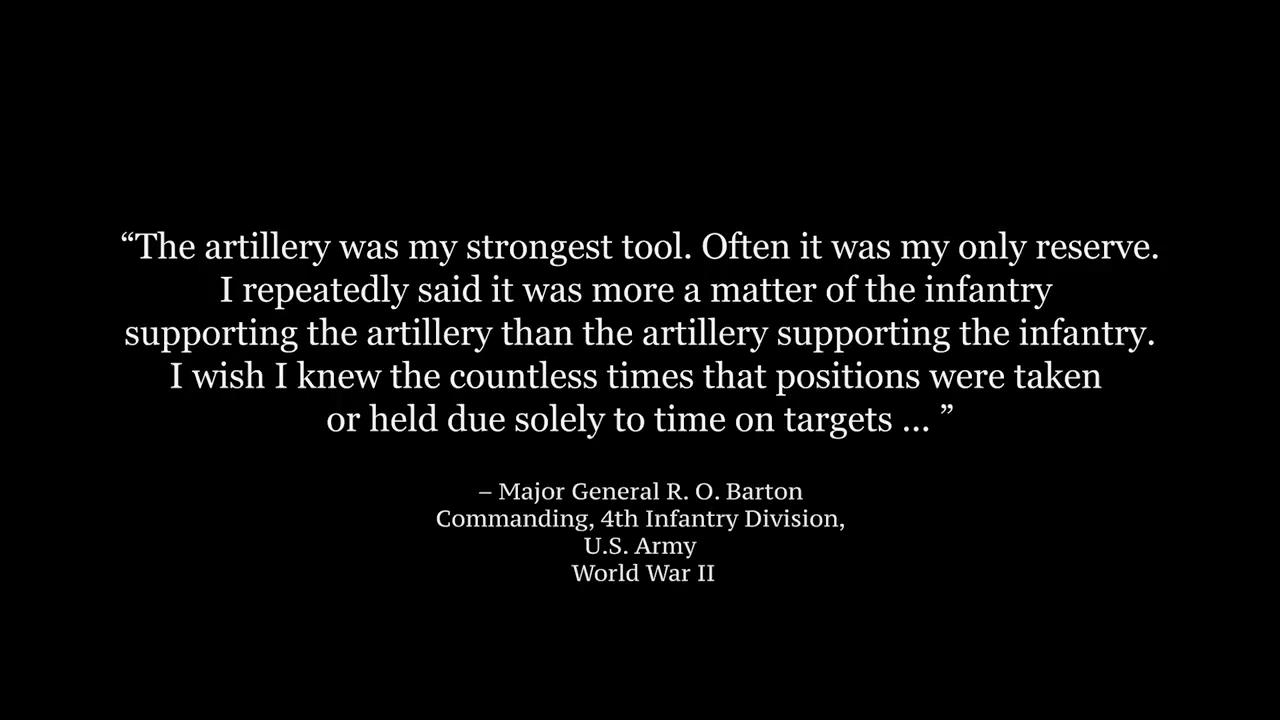 “The artillery was my strongest tool. Often it was my only reserve.
I repeatedly said it was more a matter of the infantry
supporting the artillery than the artillery supporting the infantry.
I wish I knew the countless times that positions were taken
or held due solely to time on targets ... ”
– Major General R. O. Barton
Commanding, 4th Infantry Division,
U.S. Army
World War II